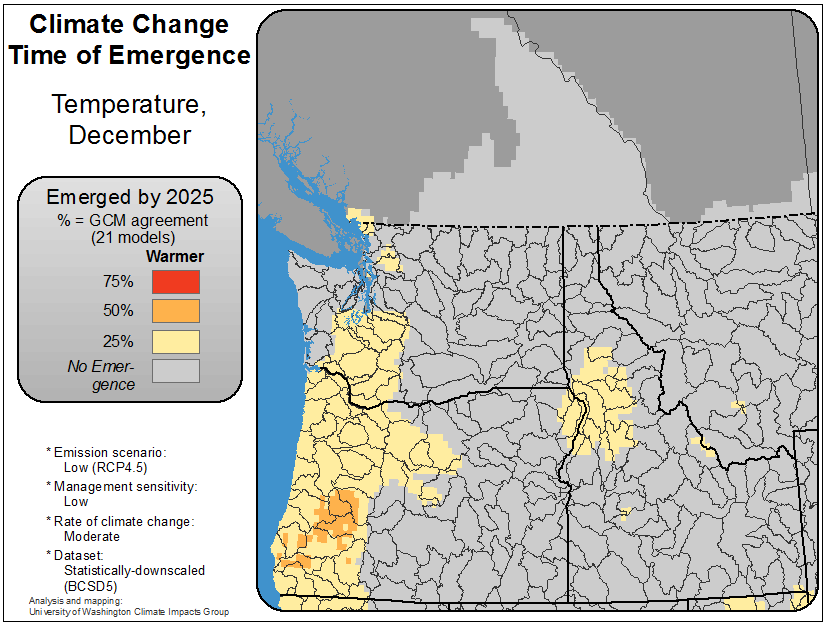 Climate Change
Time of Emergence
Temperature,
December
Emerged by 2025
% = GCM agreement
(21 models)
Warmer
75%
50%
25%
No Emer-
gence
* Emission scenario:
Low (RCP4.5)
* Management sensitivity:
Low
* Rate of climate change:
Moderate
* Dataset:
Statistically-downscaled
(BCSD5)
Analysis and mapping:
University of Washington Climate Impacts Group